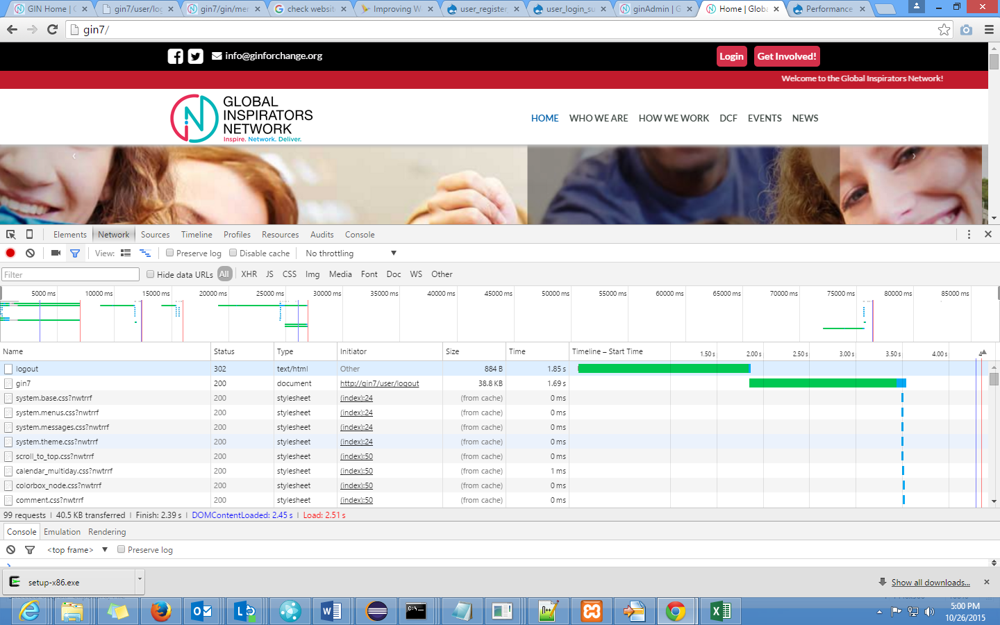 GIN Home | G
gin7/user/log
gin7/gin/mer
check website
Improving W
user_register_
user_login_su
ginAdmin | G
Home | Globa
Performance
gin7/
info@ginforchange.org
Login
Get Involved!
Welcome to the Global Inspirators Network!
GLOBAL
INSPIRATORS
NETWORK
Inspire. Network. Deliver.
HOME WHO WE ARE HOW WE WORK DCF EVENTS NEWS
Elements Network Sources Timeline Profiles Resources Audits Console
View: Preserve log Disable cache No throttling
Filter Hide data URLs All XHR JS CSS Img Media Font Doc WS Other
5000 ms 10000 ms 15000 ms 20000 ms 25000 ms 30000 ms 35000 ms 40000 ms 45000 ms 50000 ms 55000 ms 60000 ms 65000 ms 70000 ms 75000 ms 80000 ms 85000 ms
Name Status Type Initiator Size Time Timeline – Start Time 1.50 s 2.00 s 2.50 s 3.00 s 3.50 s 4.00 s 4
logout 302 text/html Other 884 B 1.85 s
gin7 200 document http://gin7/user/logout 38.8 KB 1.69 s
system.base.css?nwtrrf 200 stylesheet (index):24 (from cache) 0 ms
system.menus.css?nwtrrf 200 stylesheet (index):24 (from cache) 0 ms
system.messages.css?nwtrrf 200 stylesheet (index):24 (from cache) 0 ms
system.theme.css?nwtrrf 200 stylesheet (index):24 (from cache) 0 ms
scroll_to_top.css?nwtrrf 200 stylesheet (index):50 (from cache) 0 ms
calendar_multiday.css?nwtrrf 200 stylesheet (index):50 (from cache) 1 ms
colorbox_node.css?nwtrrf 200 stylesheet (index):50 (from cache) 0 ms
comment.css?nwtrrf 200 stylesheet (index):50 (from cache) 0 ms
99 requests | 40.5 KB transferred | Finish: 2.39 s | DOMContentLoaded: 2.45 s | Load: 2.51 s
Console Emulation Rendering
<top frame> Preserve log
setup-x86.exe
Show all downloads...
5:00 PM
10/26/2015